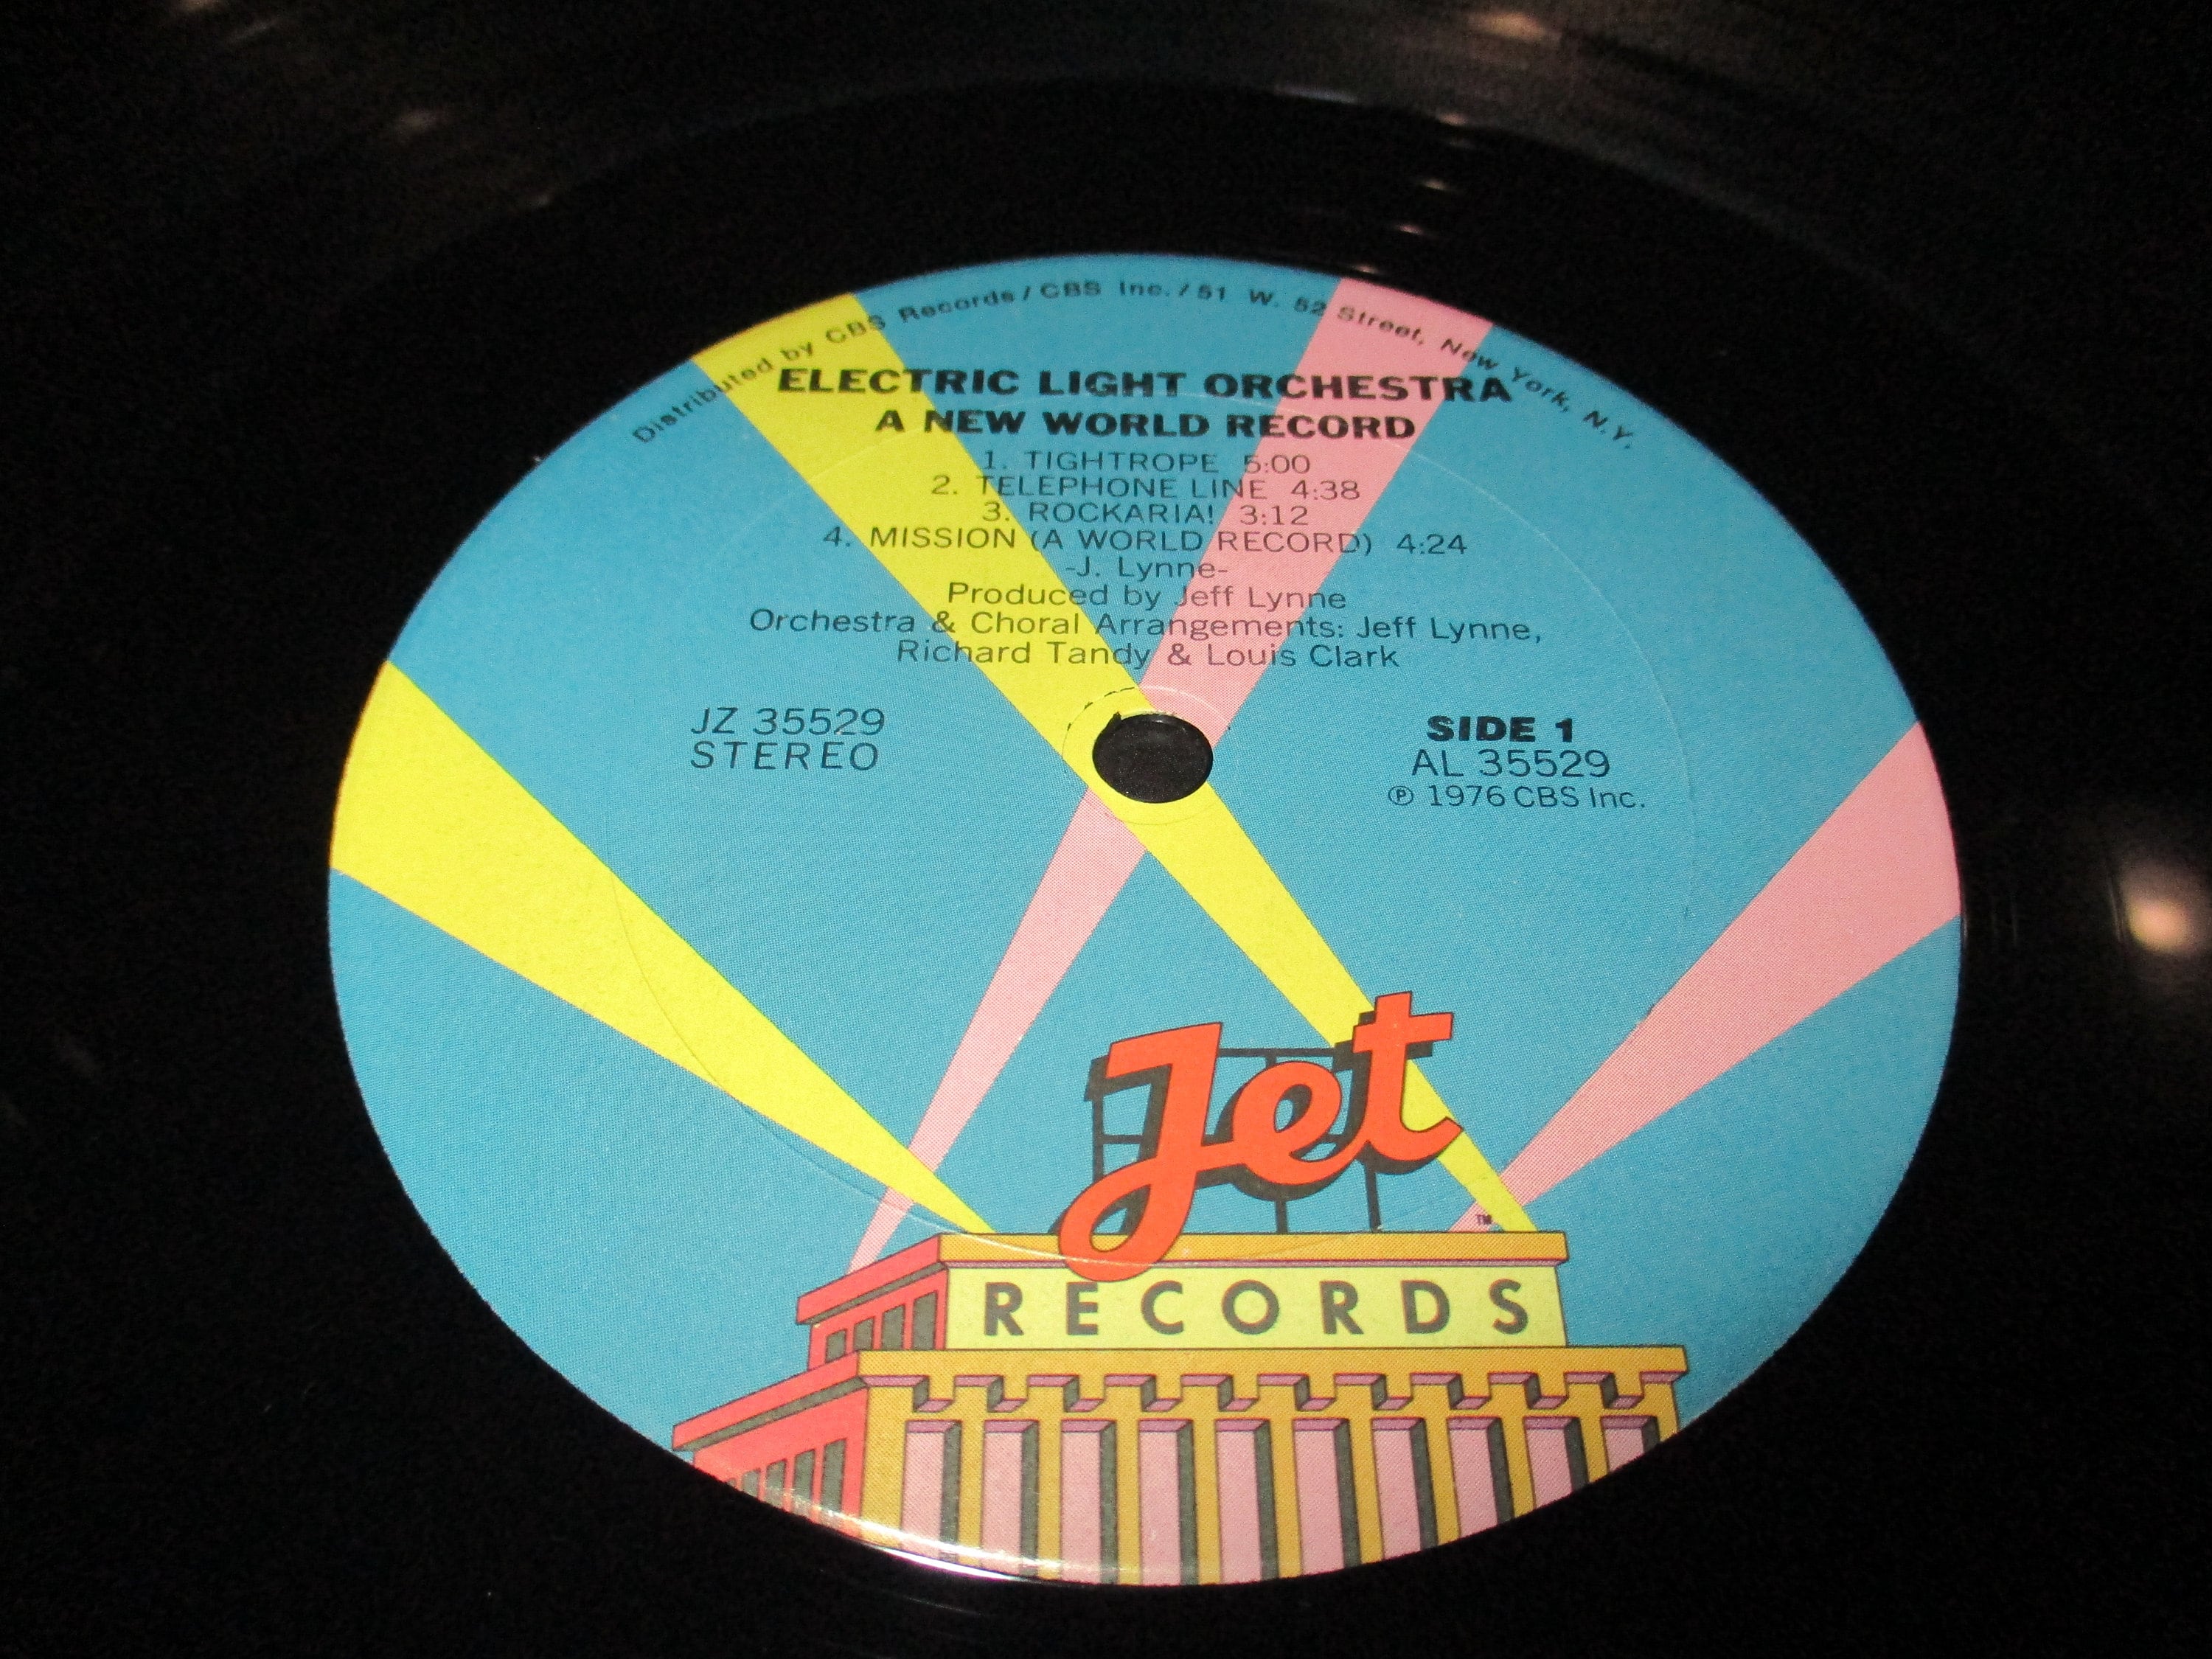 Distributed by CBS Records / CBS Inc. / 51 W. 52 Street, New York, N.Y.
ELECTRIC LIGHT ORCHESTRA
A NEW WORLD RECORD
1. TIGHTROPE 5:00
2. TELEPHONE LINE 4:38
3. ROCKARIA! 3:12
4. MISSION (A WORLD RECORD) 4:24
-J. Lynne-
Produced by Jeff Lynne
Orchestra & Choral Arrangements: Jeff Lynne,
Richard Tandy & Louis Clark
JZ 35529
STEREO
SIDE 1
AL 35529
℗ 1976 CBS Inc.
Jet
TM
RECORDS